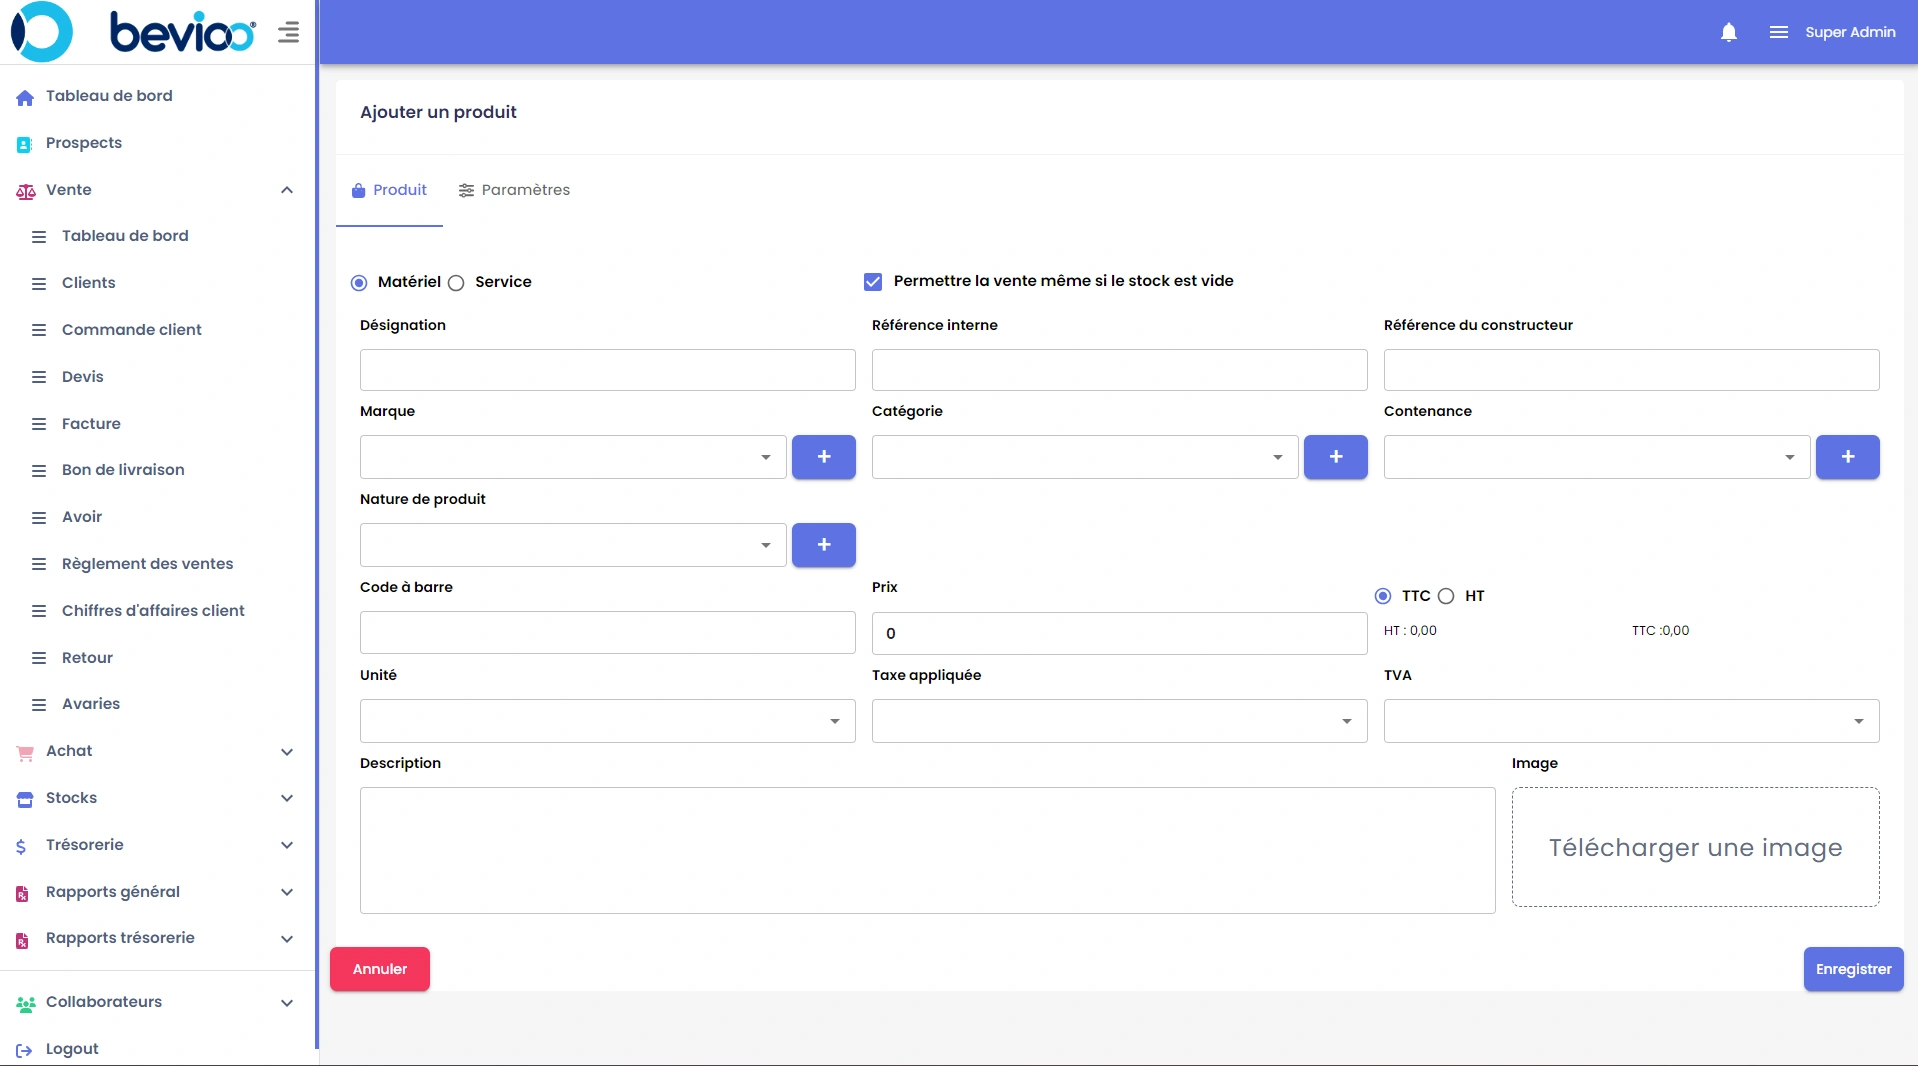 bevioo®
Super Admin
Tableau de bord
Prospects
Vente
Tableau de bord
Clients
Commande client
Devis
Facture
Bon de livraison
Avoir
Règlement des ventes
Chiffres d'affaires client
Retour
Avaries
Achat
Stocks
Trésorerie
Rapports général
Rapports trésorerie
Collaborateurs
Logout
Ajouter un produit
Produit Paramètres
Matériel Service Permettre la vente même si le stock est vide
Désignation Référence interne Référence du constructeur
Marque Catégorie Contenance
+ + +
Nature de produit
+
Code à barre Prix TTC HT
0 HT : 0,00 TTC :0,00
Unité Taxe appliquée TVA
Description Image
Télécharger une image
Annuler Enregistrer